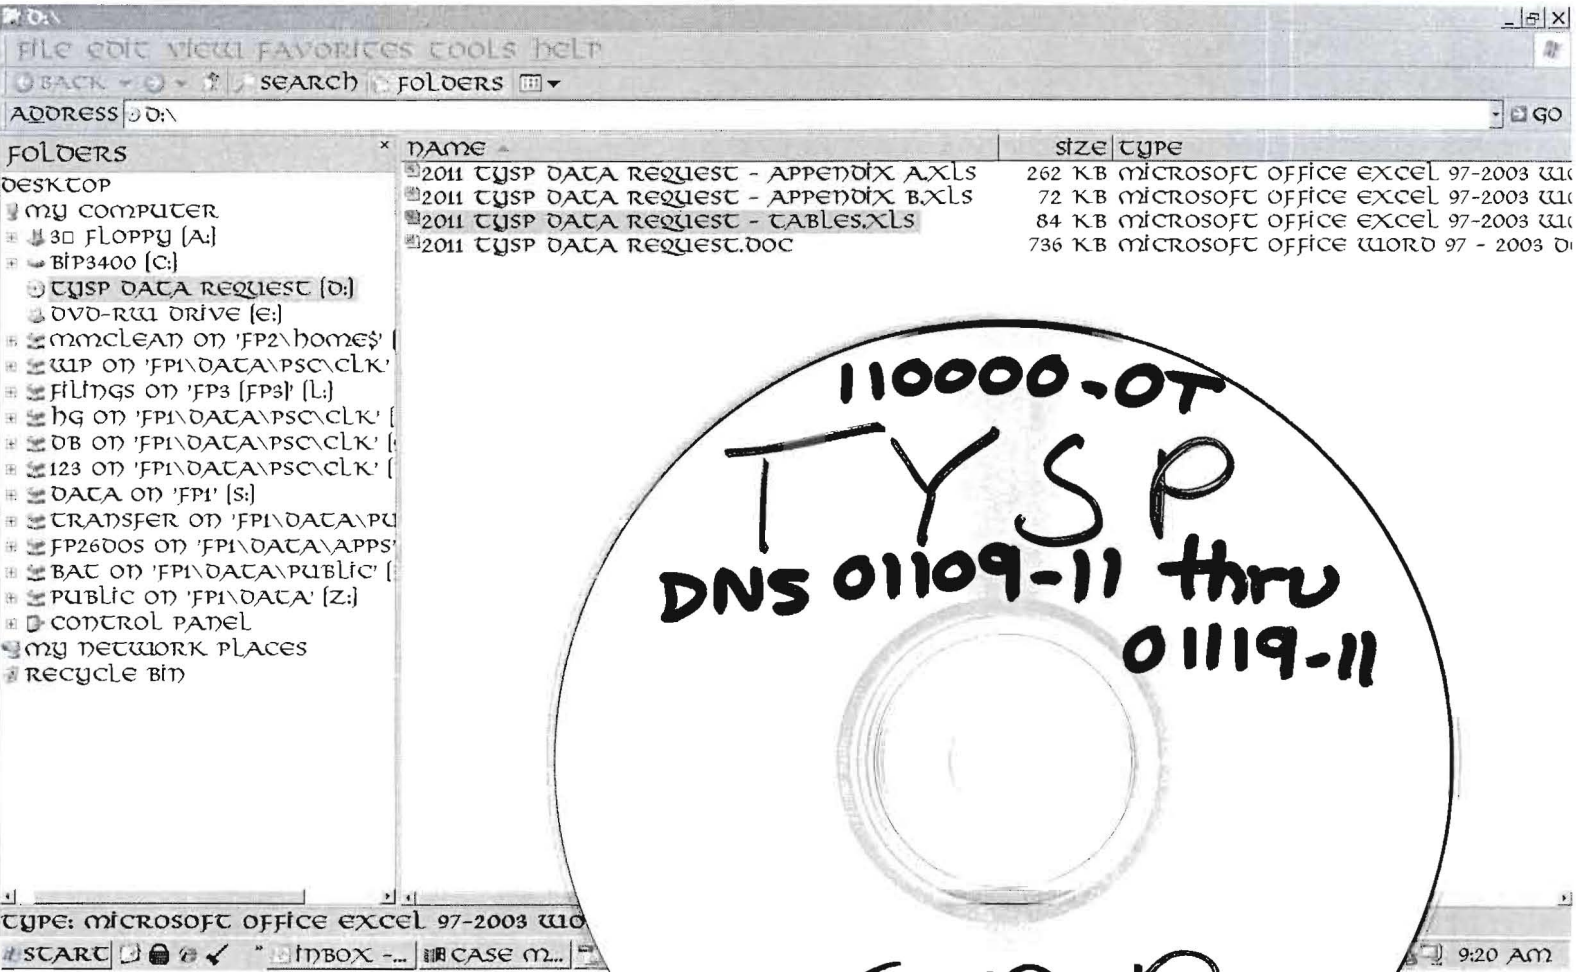 D:\
File Edit View Favorites Tools Help
Back Search Folders
Address D:\ Go
Folders
Name Size Type
Desktop
My Computer
3□ Floppy (A:)
BIP3400 (C:)
TYSP DATA REQUEST (D:)
DVD-RW Drive (E:)
mmclean on 'FP2\home$' (
WP on 'FP1\DATA\PSC\CLK'
Filings on 'FP3 (FP3)' (L:)
HG on 'FP1\DATA\PSC\CLK' (
DB on 'FP1\DATA\PSC\CLK' (
123 on 'FP1\DATA\PSC\CLK' (
DATA on 'FP1' (S:)
Transfer on 'FP1\DATA\PU
FP26DOS on 'FP1\DATA\APPS'
BAT on 'FP1\DATA\PUBLIC' (
PUBLIC on 'FP1\DATA' (Z:)
Control Panel
My Network Places
Recycle Bin
2011 TYSP Data Request - Appendix A.xls 262 KB Microsoft Office Excel 97-2003 Wo
2011 TYSP Data Request - Appendix B.xls 72 KB Microsoft Office Excel 97-2003 Wo
2011 TYSP Data Request - Tables.xls 84 KB Microsoft Office Excel 97-2003 Wo
2011 TYSP Data Request.doc 736 KB Microsoft Office Word 97 - 2003 D
110000-OT
TYSP
DNS 01109-11 thru
01119-11
Type: Microsoft Office Excel 97-2003 Wo
Start Inbox -... Case M... 9:20 AM